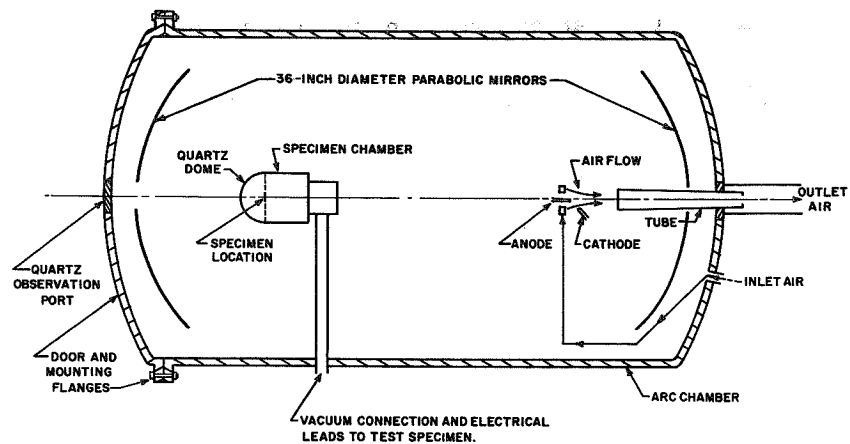 36-INCH DIAMETER PARABOLIC MIRRORS
SPECIMEN CHAMBER
QUARTZ
DOME
AIR FLOW
OUTLET
AIR
TUBE
SPECIMEN
LOCATION
ANODE
CATHODE
QUARTZ
OBSERVATION
PORT
INLET AIR
DOOR AND
MOUNTING
FLANGES
ARC CHAMBER
VACUUM CONNECTION AND ELECTRICAL
LEADS TO TEST SPECIMEN.